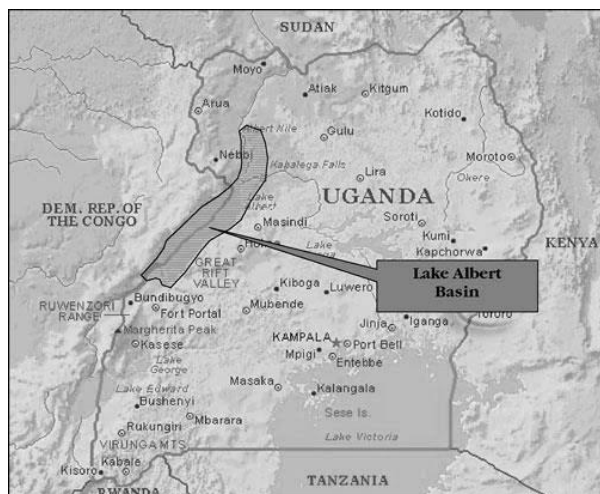 SUDAN
Moyo
Atiak
Kitgum
Arua
Kotido
Albert Nile
Gulu
Moroto
Nebbi
Kabalega Falls
Lira
Okere
UGANDA
DEM. REP. OF
THE CONGO
Lake
Albert
Masindi
Soroti
Kumi
KENYA
Kapchorwa
Lake
GREAT
RIFT
VALLEY
Lake Albert
Basin
Bundibugyo
Kiboga
Luwero
RUWENZORI
RANGE
Fort Portal
Mubende
Iganga
Tororo
Margherita Peak
Jinja
Kasese
KAMPALA
Port Bell
Mpigi
Entebbe
Lake
George
Masaka
Kalangala
Lake Edward
Bushenyi
Sese Is.
Mbarara
Rukungiri
VIRUNGA MTS
Lake Victoria
Kabale
Kisoro
TANZANIA
RWANDA